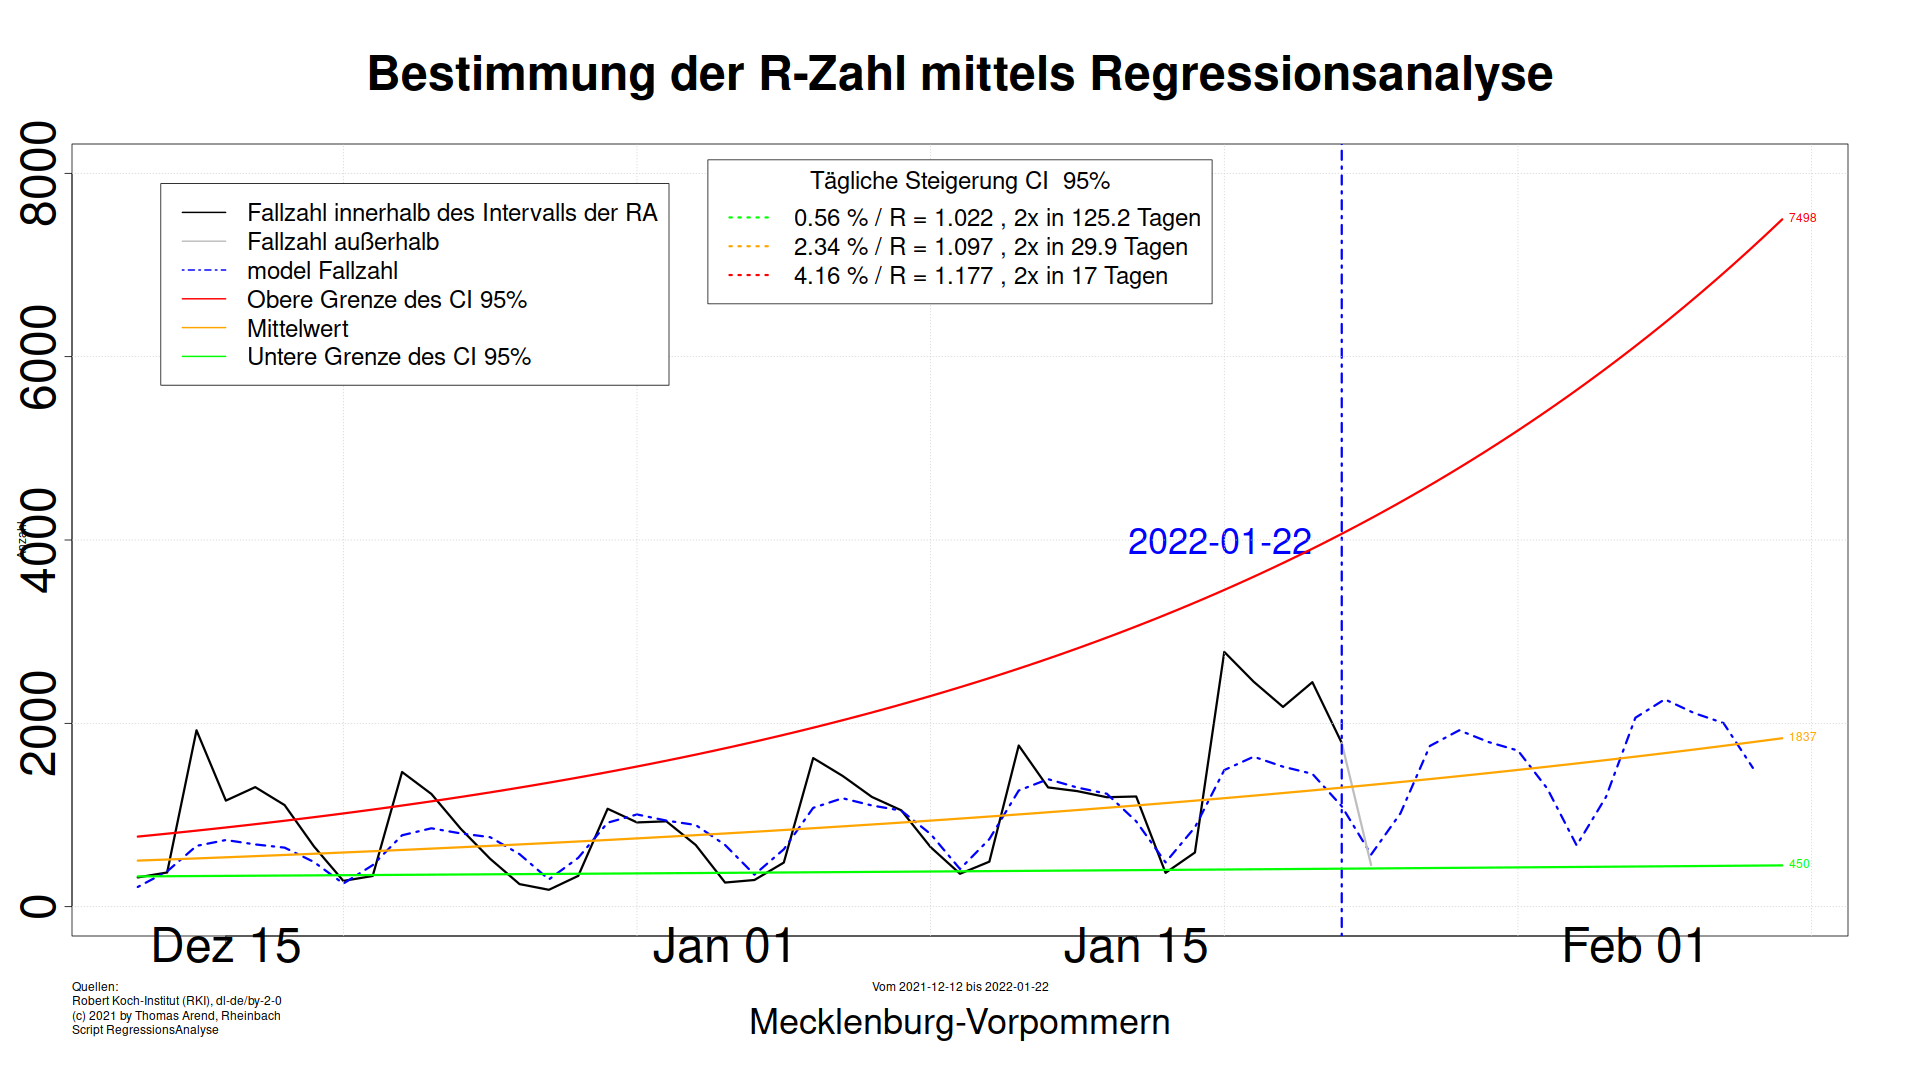 Bestimmung der R-Zahl mittels Regressionsanalyse
Anzahl
8000
6000
4000
2000
0
Fallzahl innerhalb des Intervalls der RA
Fallzahl außerhalb
model Fallzahl
Obere Grenze des CI 95%
Mittelwert
Untere Grenze des CI 95%
Tägliche Steigerung CI  95%
0.56 % / R = 1.022 , 2x in 125.2 Tagen
2.34 % / R = 1.097 , 2x in 29.9 Tagen
4.16 % / R = 1.177 , 2x in 17 Tagen
7498
2022-01-22
1837
450
Dez 15
Jan 01
Jan 15
Feb 01
Quellen:
Robert Koch-Institut (RKI), dl-de/by-2-0
(c) 2021 by Thomas Arend, Rheinbach
Script RegressionsAnalyse
Vom 2021-12-12 bis 2022-01-22
Mecklenburg-Vorpommern